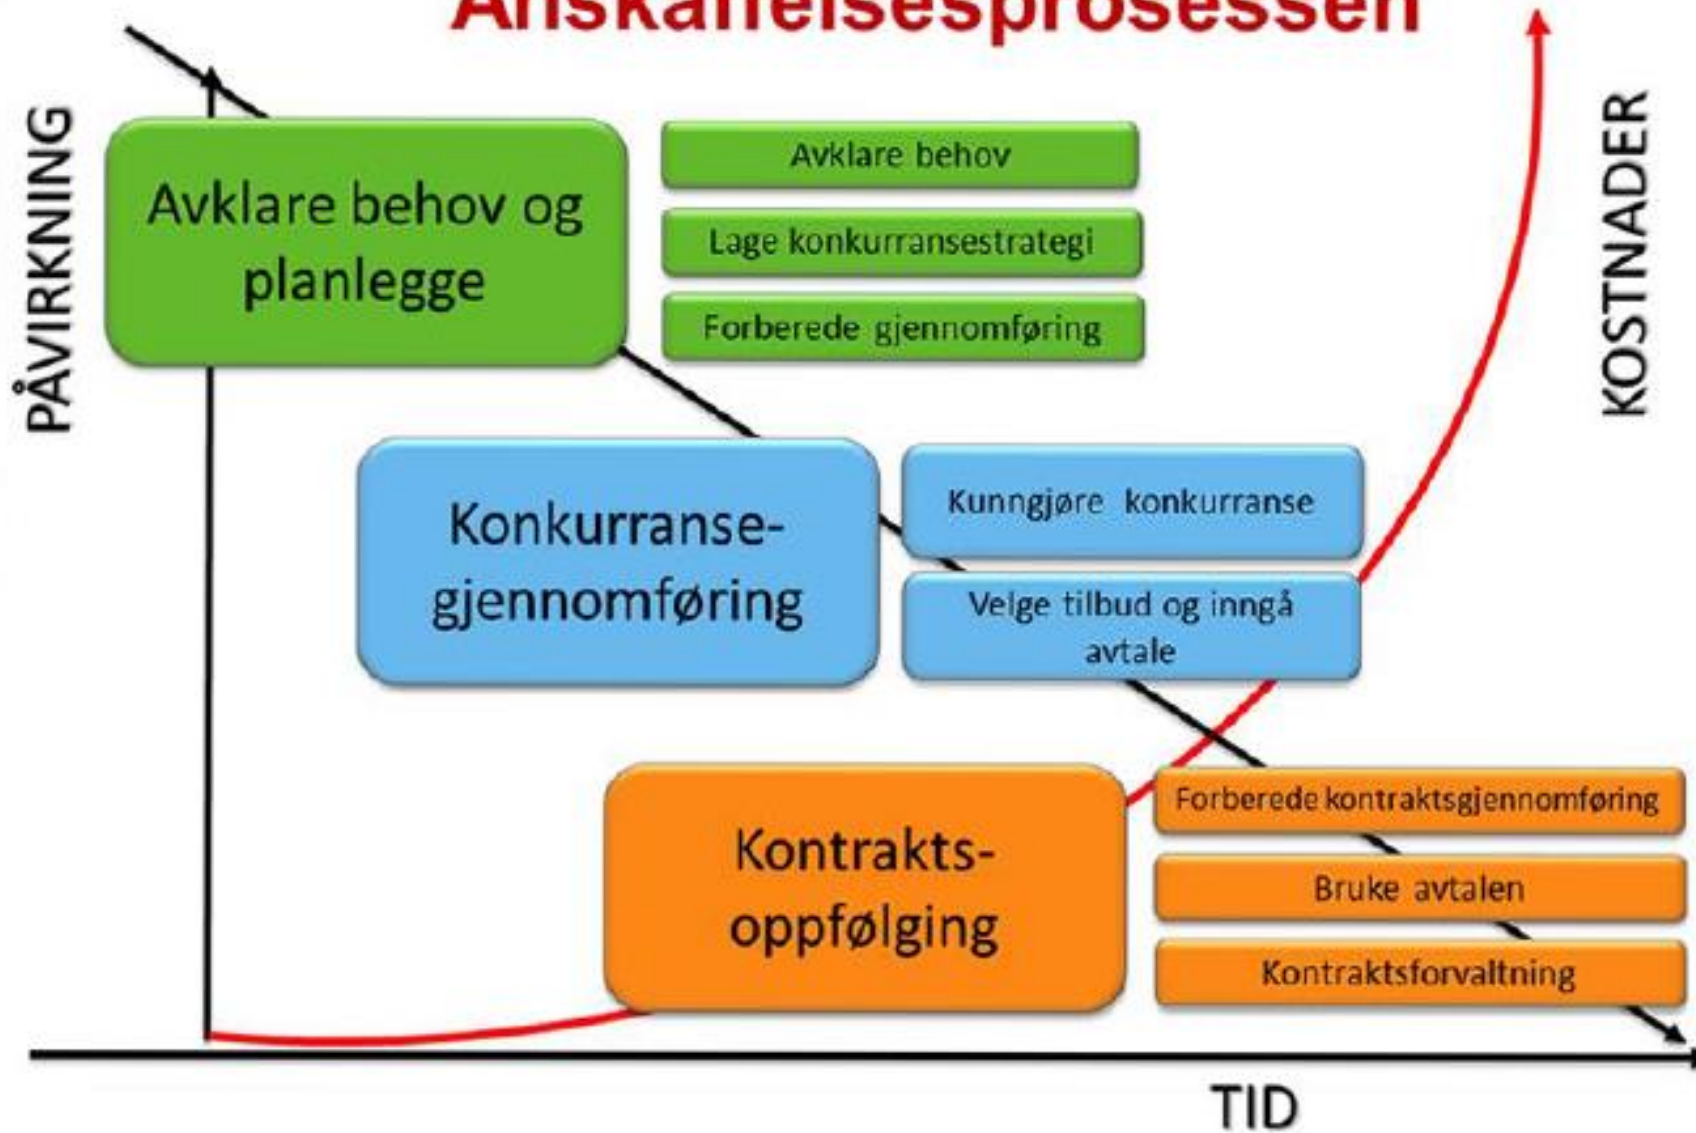 Anskaffelsesprosessen
PÅVIRKNING
KOSTNADER
Avklare behov og
planlegge
Avklare behov
Lage konkurransestrategi
Forberede gjennomføring
Konkurranse-
gjennomføring
Kunngjøre konkurranse
Velge tilbud og inngå
avtale
Kontrakts-
oppfølging
Forberede kontraktsgjennomføring
Bruke avtalen
Kontraktsforvaltning
TID